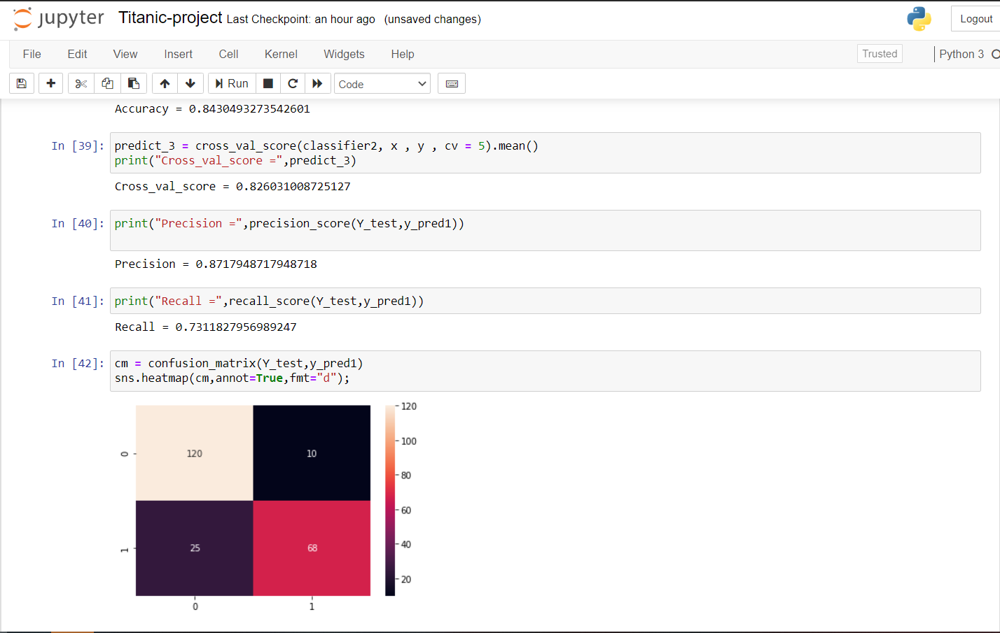 jupyter Titanic-project Last Checkpoint: an hour ago (unsaved changes) Logout
File Edit View Insert Cell Kernel Widgets Help Trusted Python 3
Run Code
Accuracy = 0.8430493273542601
In [39]: predict_3 = cross_val_score(classifier2, x , y , cv = 5).mean()
print("Cross_val_score =",predict_3)
Cross_val_score = 0.826031008725127
In [40]: print("Precision =",precision_score(Y_test,y_pred1))
Precision = 0.8717948717948718
In [41]: print("Recall =",recall_score(Y_test,y_pred1))
Recall = 0.7311827956989247
In [42]: cm = confusion_matrix(Y_test,y_pred1)
sns.heatmap(cm,annot=True,fmt="d");
120
100
0 120 10
80
60
1 25 68
40
20
0 1